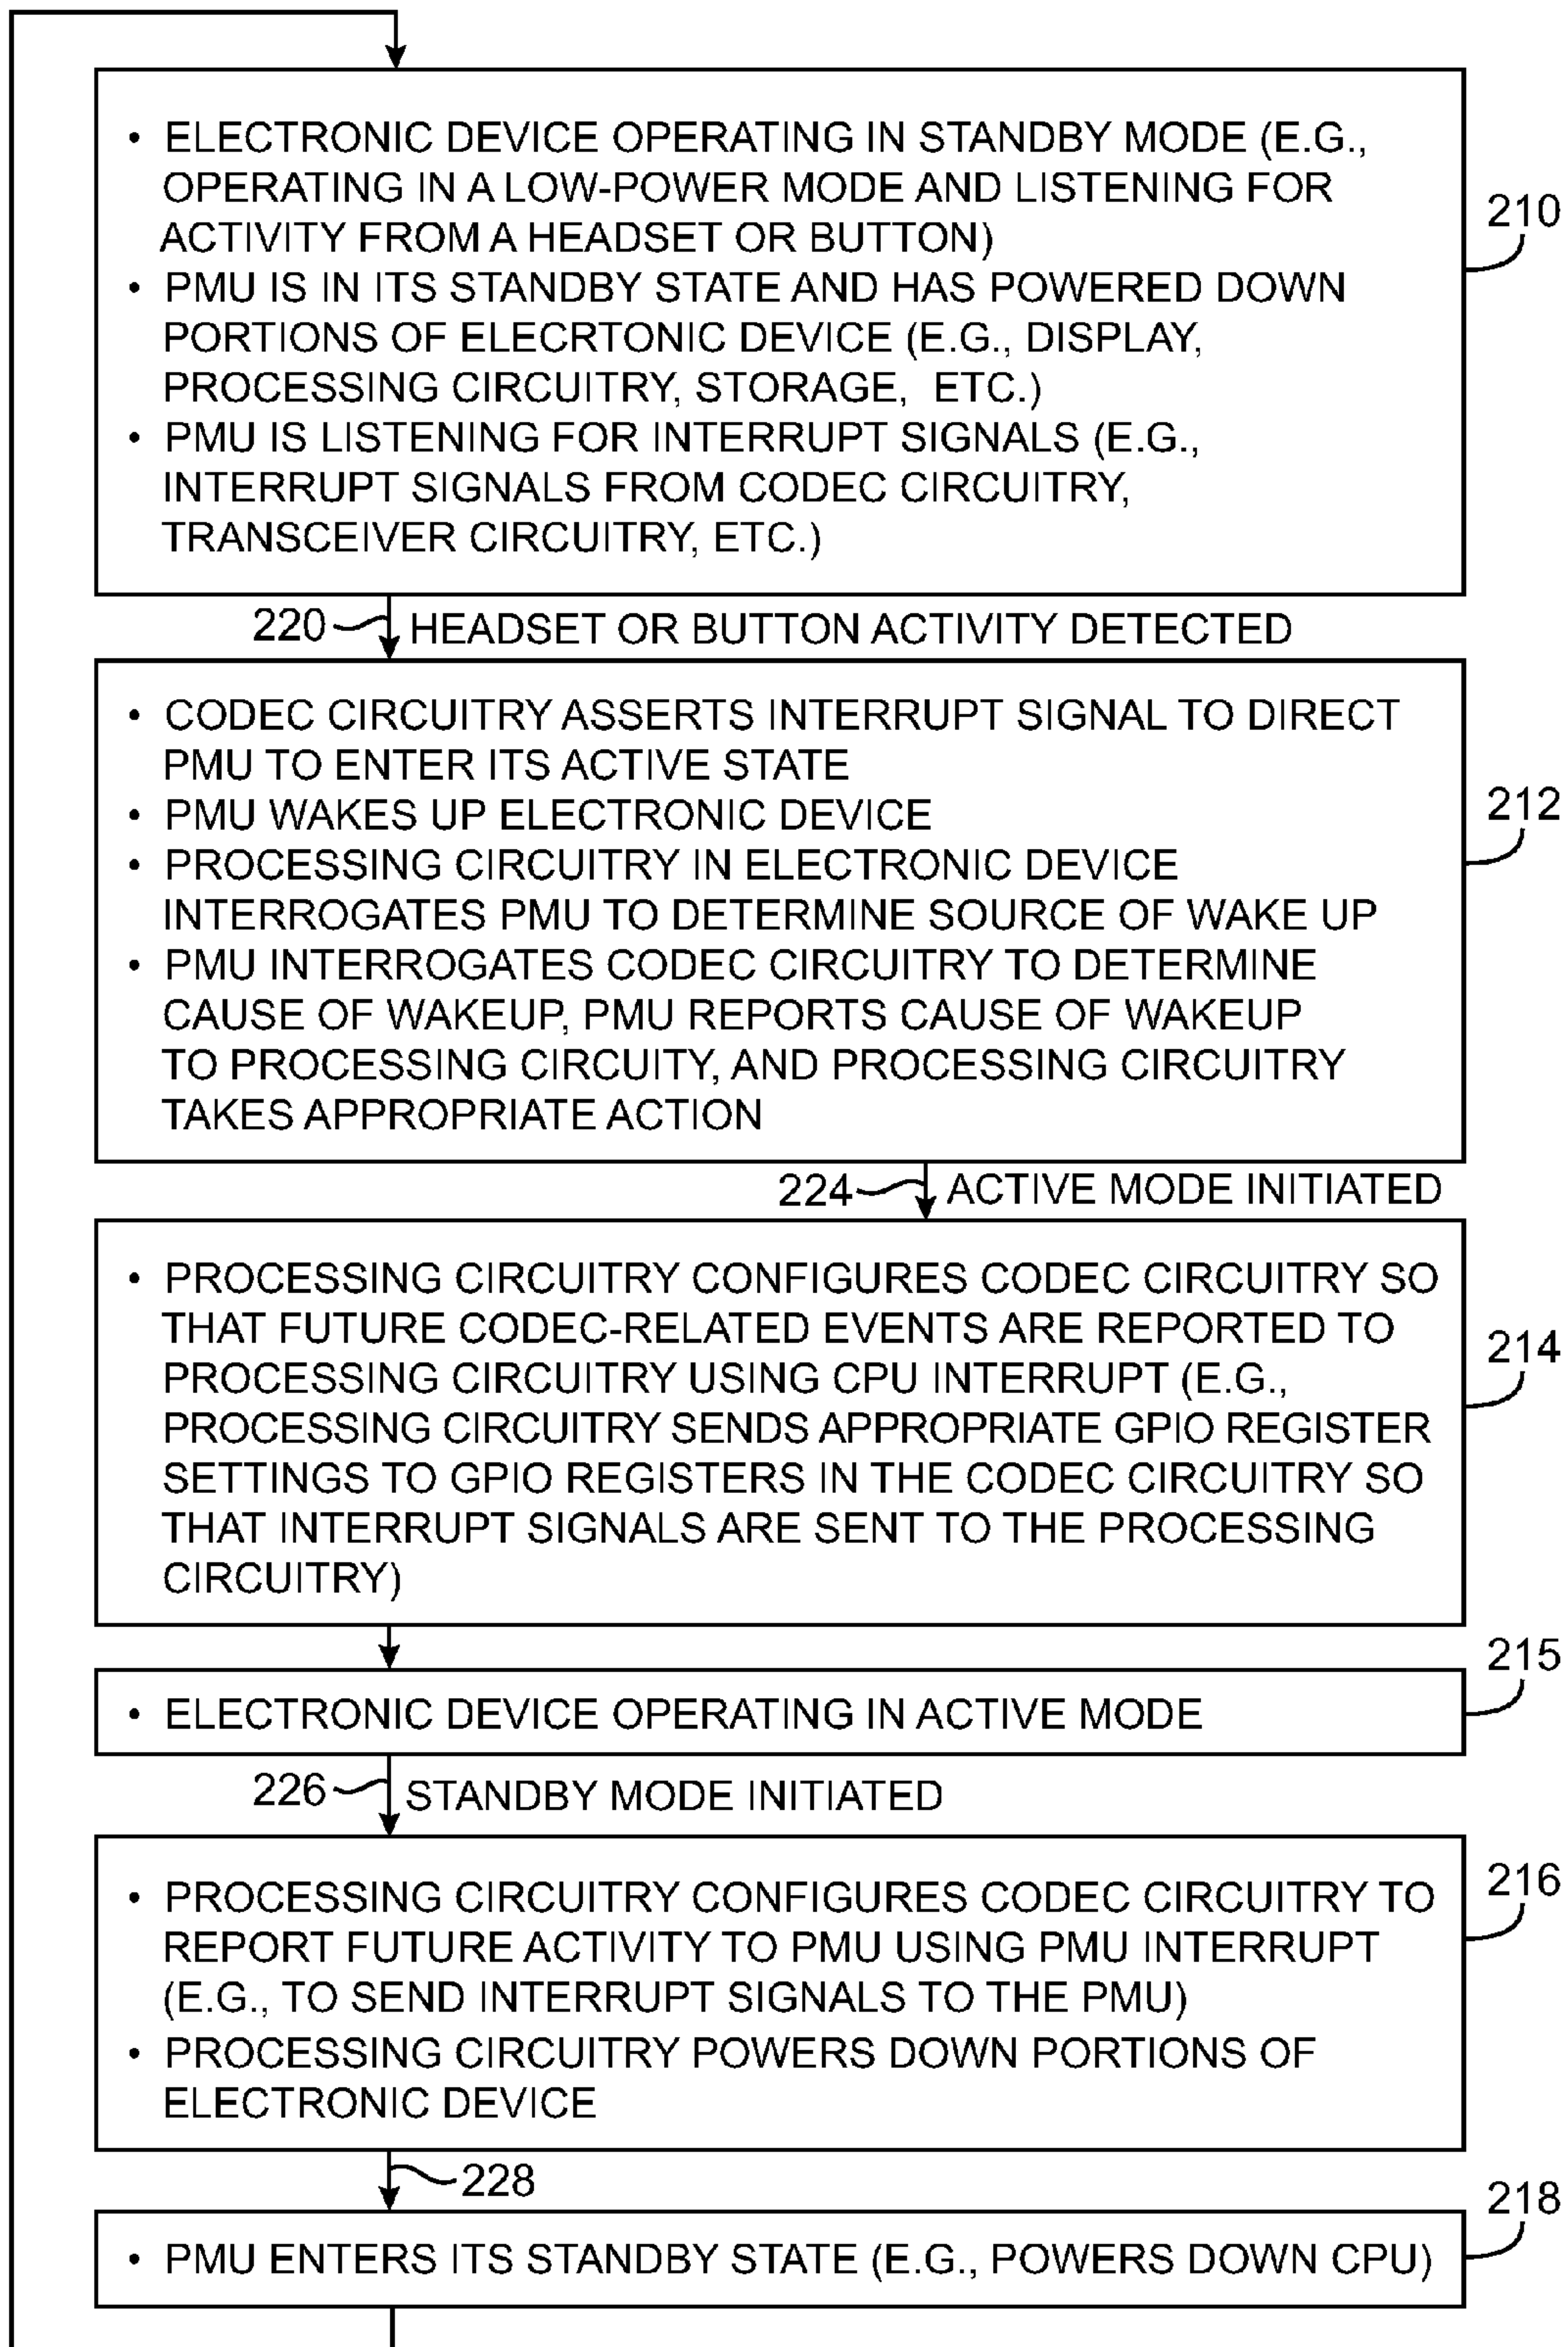 • ELECTRONIC DEVICE OPERATING IN STANDBY MODE (E.G.,
OPERATING IN A LOW-POWER MODE AND LISTENING FOR
ACTIVITY FROM A HEADSET OR BUTTON)
• PMU IS IN ITS STANDBY STATE AND HAS POWERED DOWN
PORTIONS OF ELECRTONIC DEVICE (E.G., DISPLAY,
PROCESSING CIRCUITRY, STORAGE, ETC.)
• PMU IS LISTENING FOR INTERRUPT SIGNALS (E.G.,
INTERRUPT SIGNALS FROM CODEC CIRCUITRY,
TRANSCEIVER CIRCUITRY, ETC.)
210
220 HEADSET OR BUTTON ACTIVITY DETECTED
• CODEC CIRCUITRY ASSERTS INTERRUPT SIGNAL TO DIRECT
PMU TO ENTER ITS ACTIVE STATE
• PMU WAKES UP ELECTRONIC DEVICE
• PROCESSING CIRCUITRY IN ELECTRONIC DEVICE
INTERROGATES PMU TO DETERMINE SOURCE OF WAKE UP
• PMU INTERROGATES CODEC CIRCUITRY TO DETERMINE
CAUSE OF WAKEUP, PMU REPORTS CAUSE OF WAKEUP
TO PROCESSING CIRCUITY, AND PROCESSING CIRCUITRY
TAKES APPROPRIATE ACTION
212
224 ACTIVE MODE INITIATED
• PROCESSING CIRCUITRY CONFIGURES CODEC CIRCUITRY SO
THAT FUTURE CODEC-RELATED EVENTS ARE REPORTED TO
PROCESSING CIRCUITRY USING CPU INTERRUPT (E.G.,
PROCESSING CIRCUITRY SENDS APPROPRIATE GPIO REGISTER
SETTINGS TO GPIO REGISTERS IN THE CODEC CIRCUITRY SO
THAT INTERRUPT SIGNALS ARE SENT TO THE PROCESSING
CIRCUITRY)
214
• ELECTRONIC DEVICE OPERATING IN ACTIVE MODE
215
226 STANDBY MODE INITIATED
• PROCESSING CIRCUITRY CONFIGURES CODEC CIRCUITRY TO
REPORT FUTURE ACTIVITY TO PMU USING PMU INTERRUPT
(E.G., TO SEND INTERRUPT SIGNALS TO THE PMU)
• PROCESSING CIRCUITRY POWERS DOWN PORTIONS OF
ELECTRONIC DEVICE
216
228
• PMU ENTERS ITS STANDBY STATE (E.G., POWERS DOWN CPU)
218